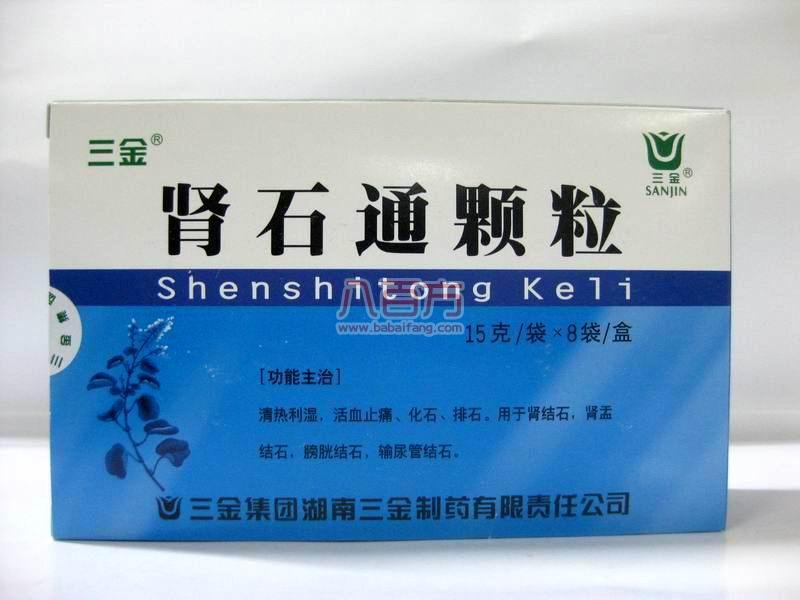 三金®
三金®
SANJIN
肾石通颗粒
Shenshitong Keli
八百方
www.babaifang.com
15克/袋×8袋/盒
[功能主治]
清热利湿，活血止痛、化石、排石。用于肾结石，肾盂
结石，膀胱结石，输尿管结石。
三金集团湖南三金制药有限责任公司